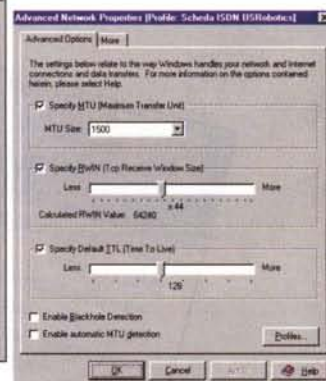 Advanced Network Properties [Profile: Scheda ISDN USRobotics]
Advanced Options
More
The settings below relate to the way Windows handles your network and Internet
connections and data transfers. For more information on the options contained
herein, please select Help.
Specify MTU (Maximum Transfer Unit)
MTU Size: 1500
Specify RWIN (Tcp Receive Window Size)
Less
More
x 44
Calculated RWIN Value: 64240
Specify Default TTL (Time To Live)
Less
More
126
Enable Blackhole Detection
Enable automatic MTU detection
Profiles...
OK
Cancel
Help